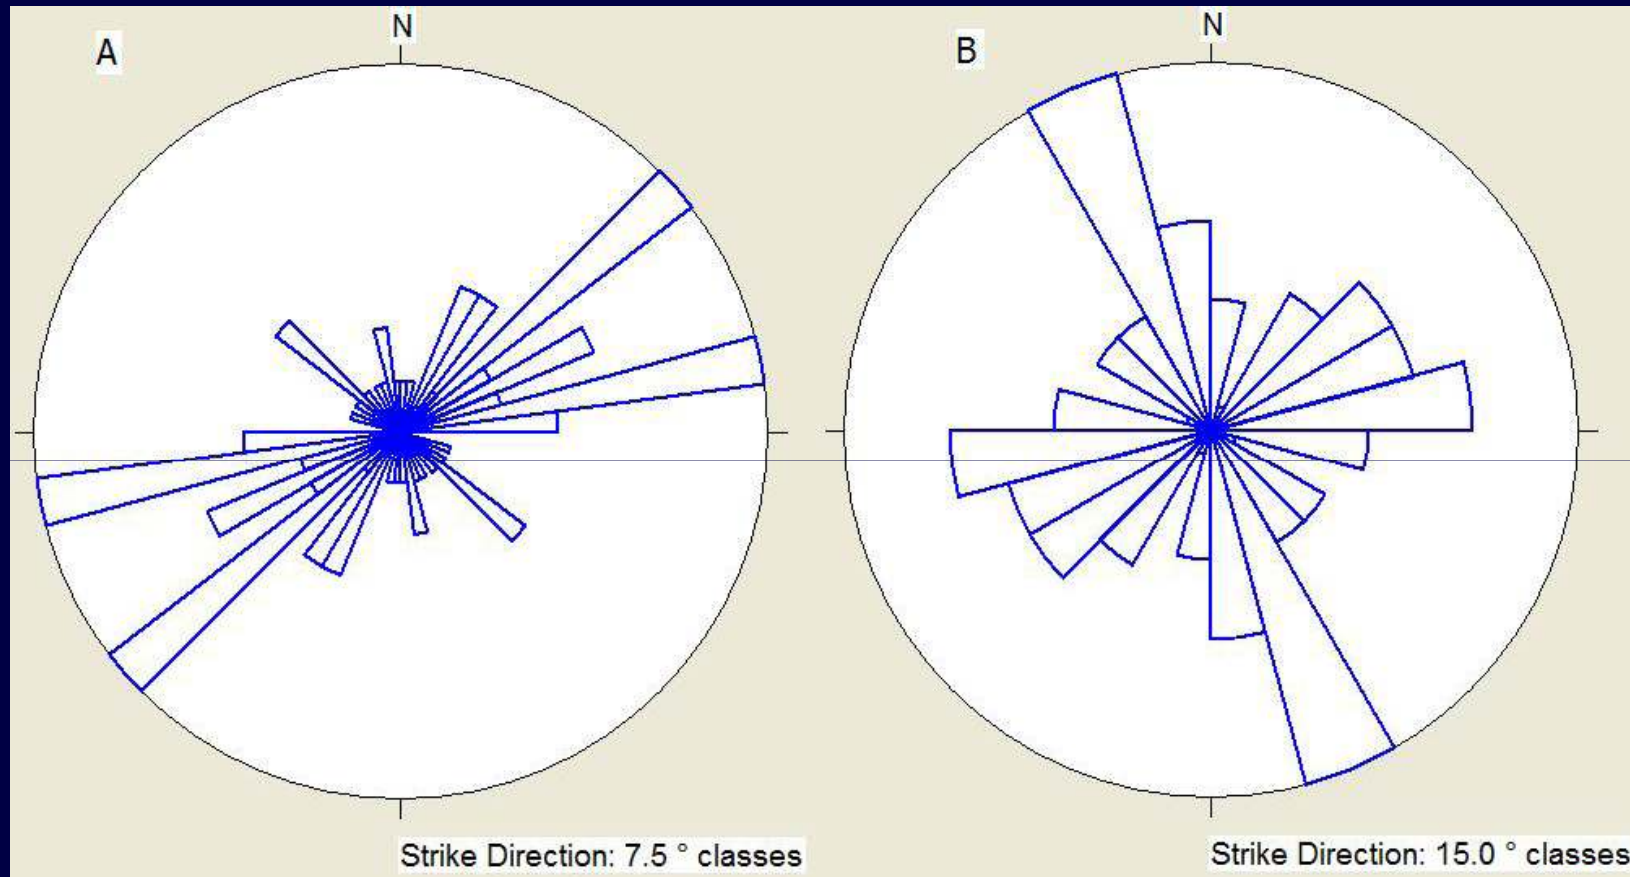 A
N
B
N
Strike Direction: 7.5 ° classes
Strike Direction: 15.0 ° classes